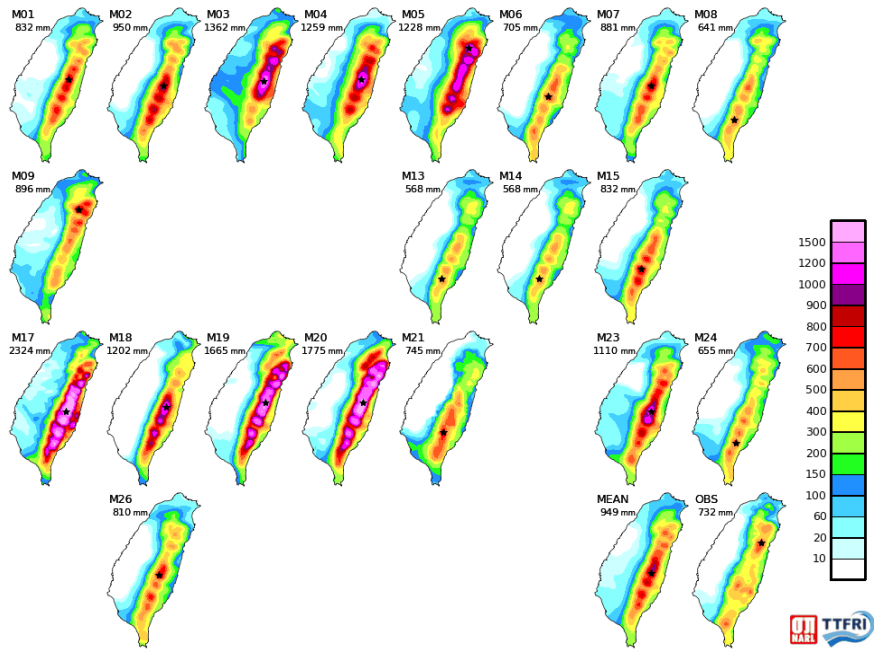 M01
832 mm
M02
950 mm
M03
1362 mm
M04
1259 mm
M05
1228 mm
M06
705 mm
M07
881 mm
M08
641 mm
M09
896 mm
M13
568 mm
M14
568 mm
M15
832 mm
M17
2324 mm
M18
1202 mm
M19
1665 mm
M20
1775 mm
M21
745 mm
M23
1110 mm
M24
655 mm
M26
810 mm
MEAN
949 mm
OBS
732 mm
1500
1200
1000
900
800
700
600
500
400
300
200
150
100
60
20
10
NARL
TTFRI